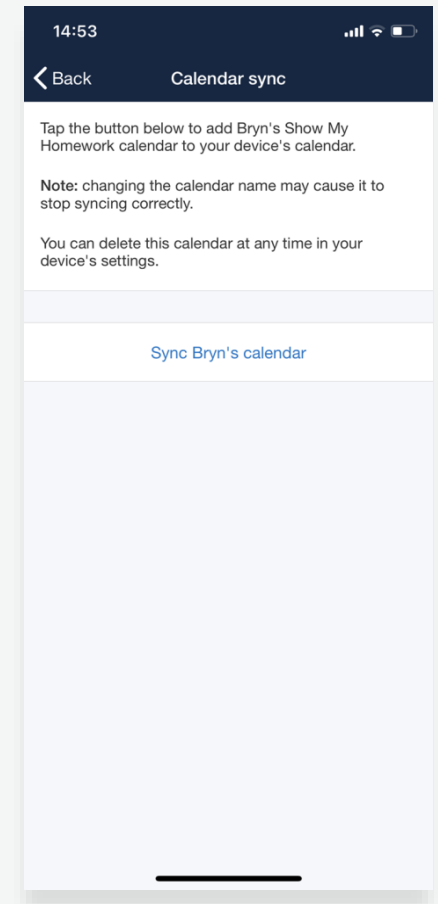 14:53
Back
Calendar sync
Tap the button below to add Bryn's Show My
Homework calendar to your device's calendar.
Note: changing the calendar name may cause it to
stop syncing correctly.
You can delete this calendar at any time in your
device's settings.
Sync Bryn's calendar